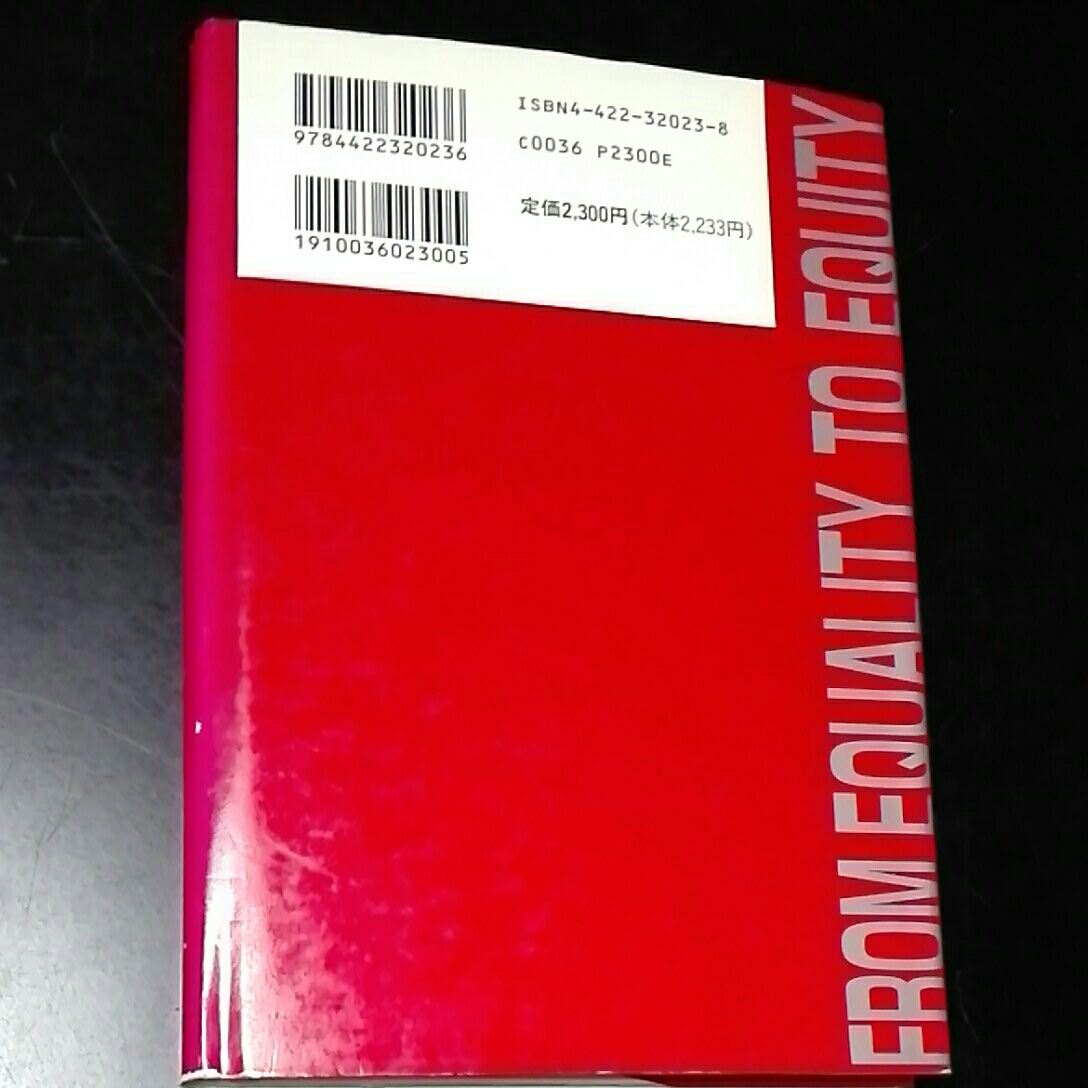 9784422320236
1910036023005
ISBN4-422-32023-8
C0036 P2300E
定価2,300円(本体2,233円)
FROM EQUALITY TO EQUITY